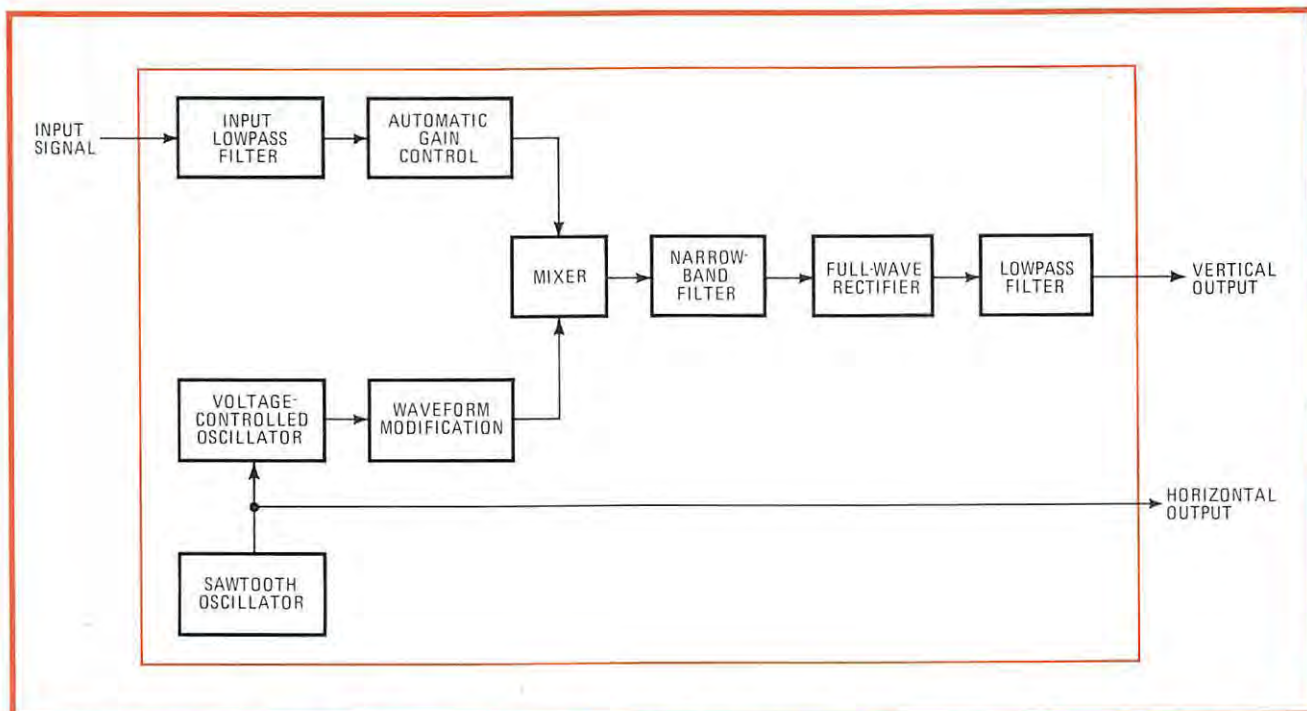 INPUT
SIGNAL
INPUT
LOWPASS
FILTER
AUTOMATIC
GAIN
CONTROL
MIXER
NARROW-
BAND
FILTER
FULL-WAVE
RECTIFIER
LOWPASS
FILTER
VERTICAL
OUTPUT
VOLTAGE-
CONTROLLED
OSCILLATOR
WAVEFORM
MODIFICATION
HORIZONTAL
OUTPUT
SAWTOOTH
OSCILLATOR